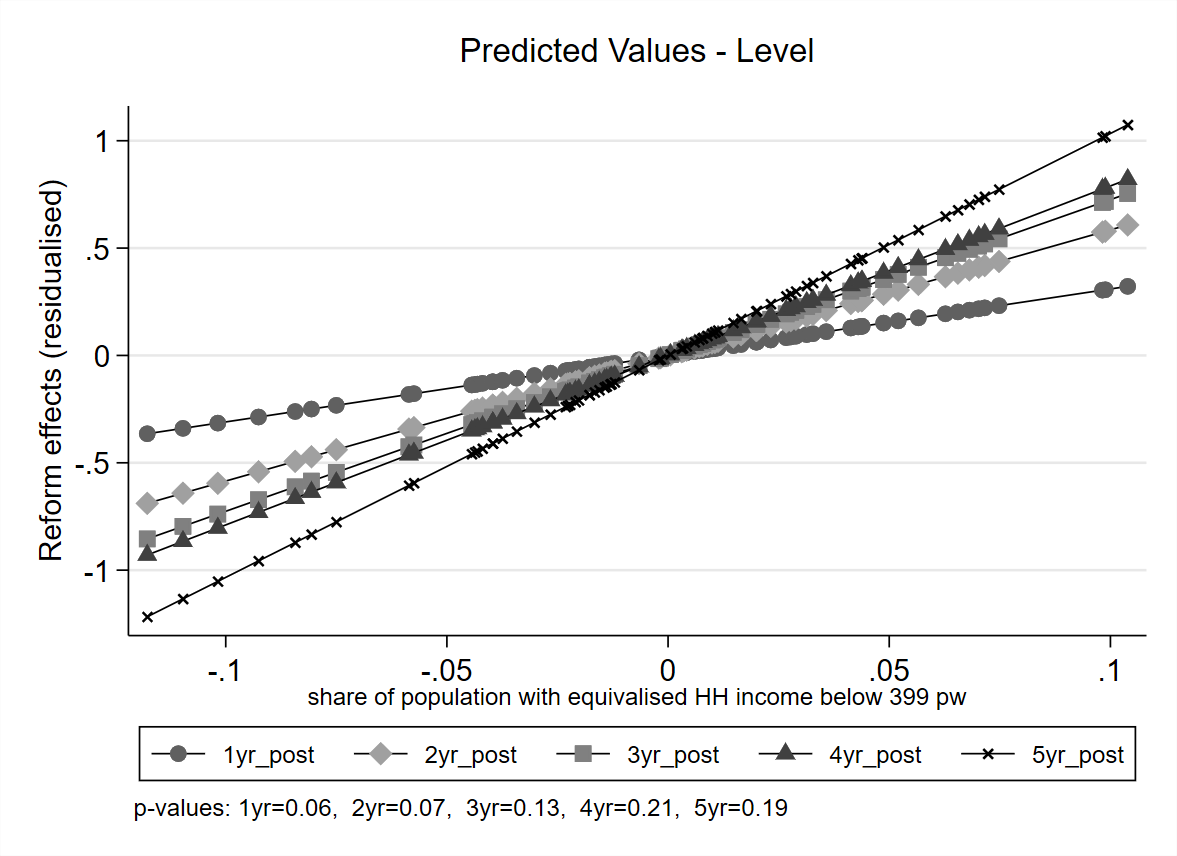 Predicted Values - Level
Reform effects (residualised)
1
.5
0
-.5
-1
-.1 -.05 0 .05 .1
share of population with equivalised HH income below 399 pw
1yr_post 2yr_post 3yr_post 4yr_post 5yr_post
p-values: 1yr=0.06, 2yr=0.07, 3yr=0.13, 4yr=0.21, 5yr=0.19